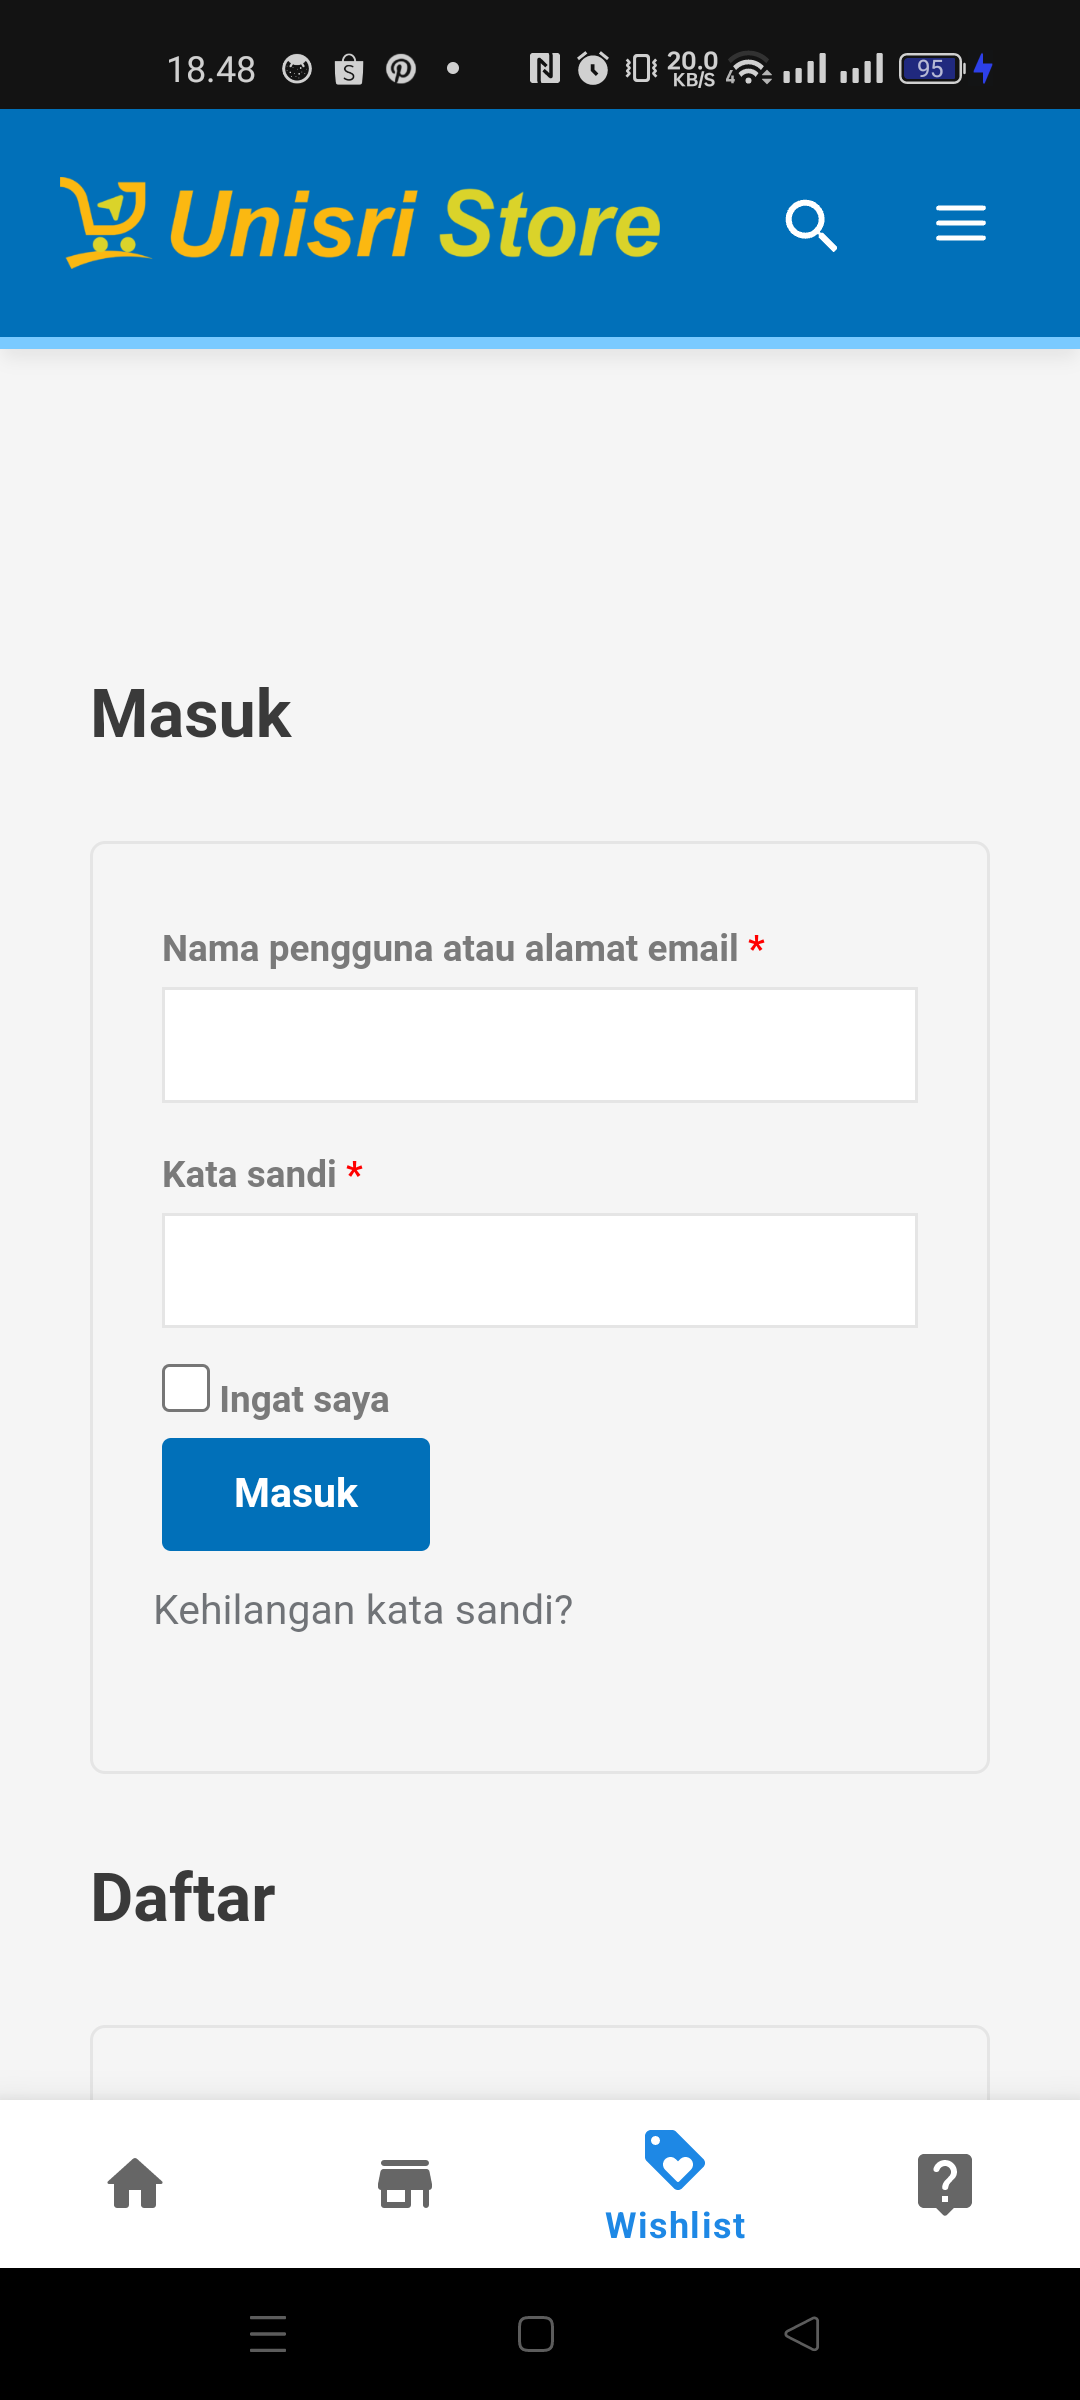 18.48
20.0
KB/S
4
95
Unisri Store
Masuk
Nama pengguna atau alamat email *
Kata sandi *
Ingat saya
Masuk
Kehilangan kata sandi?
Daftar
Wishlist